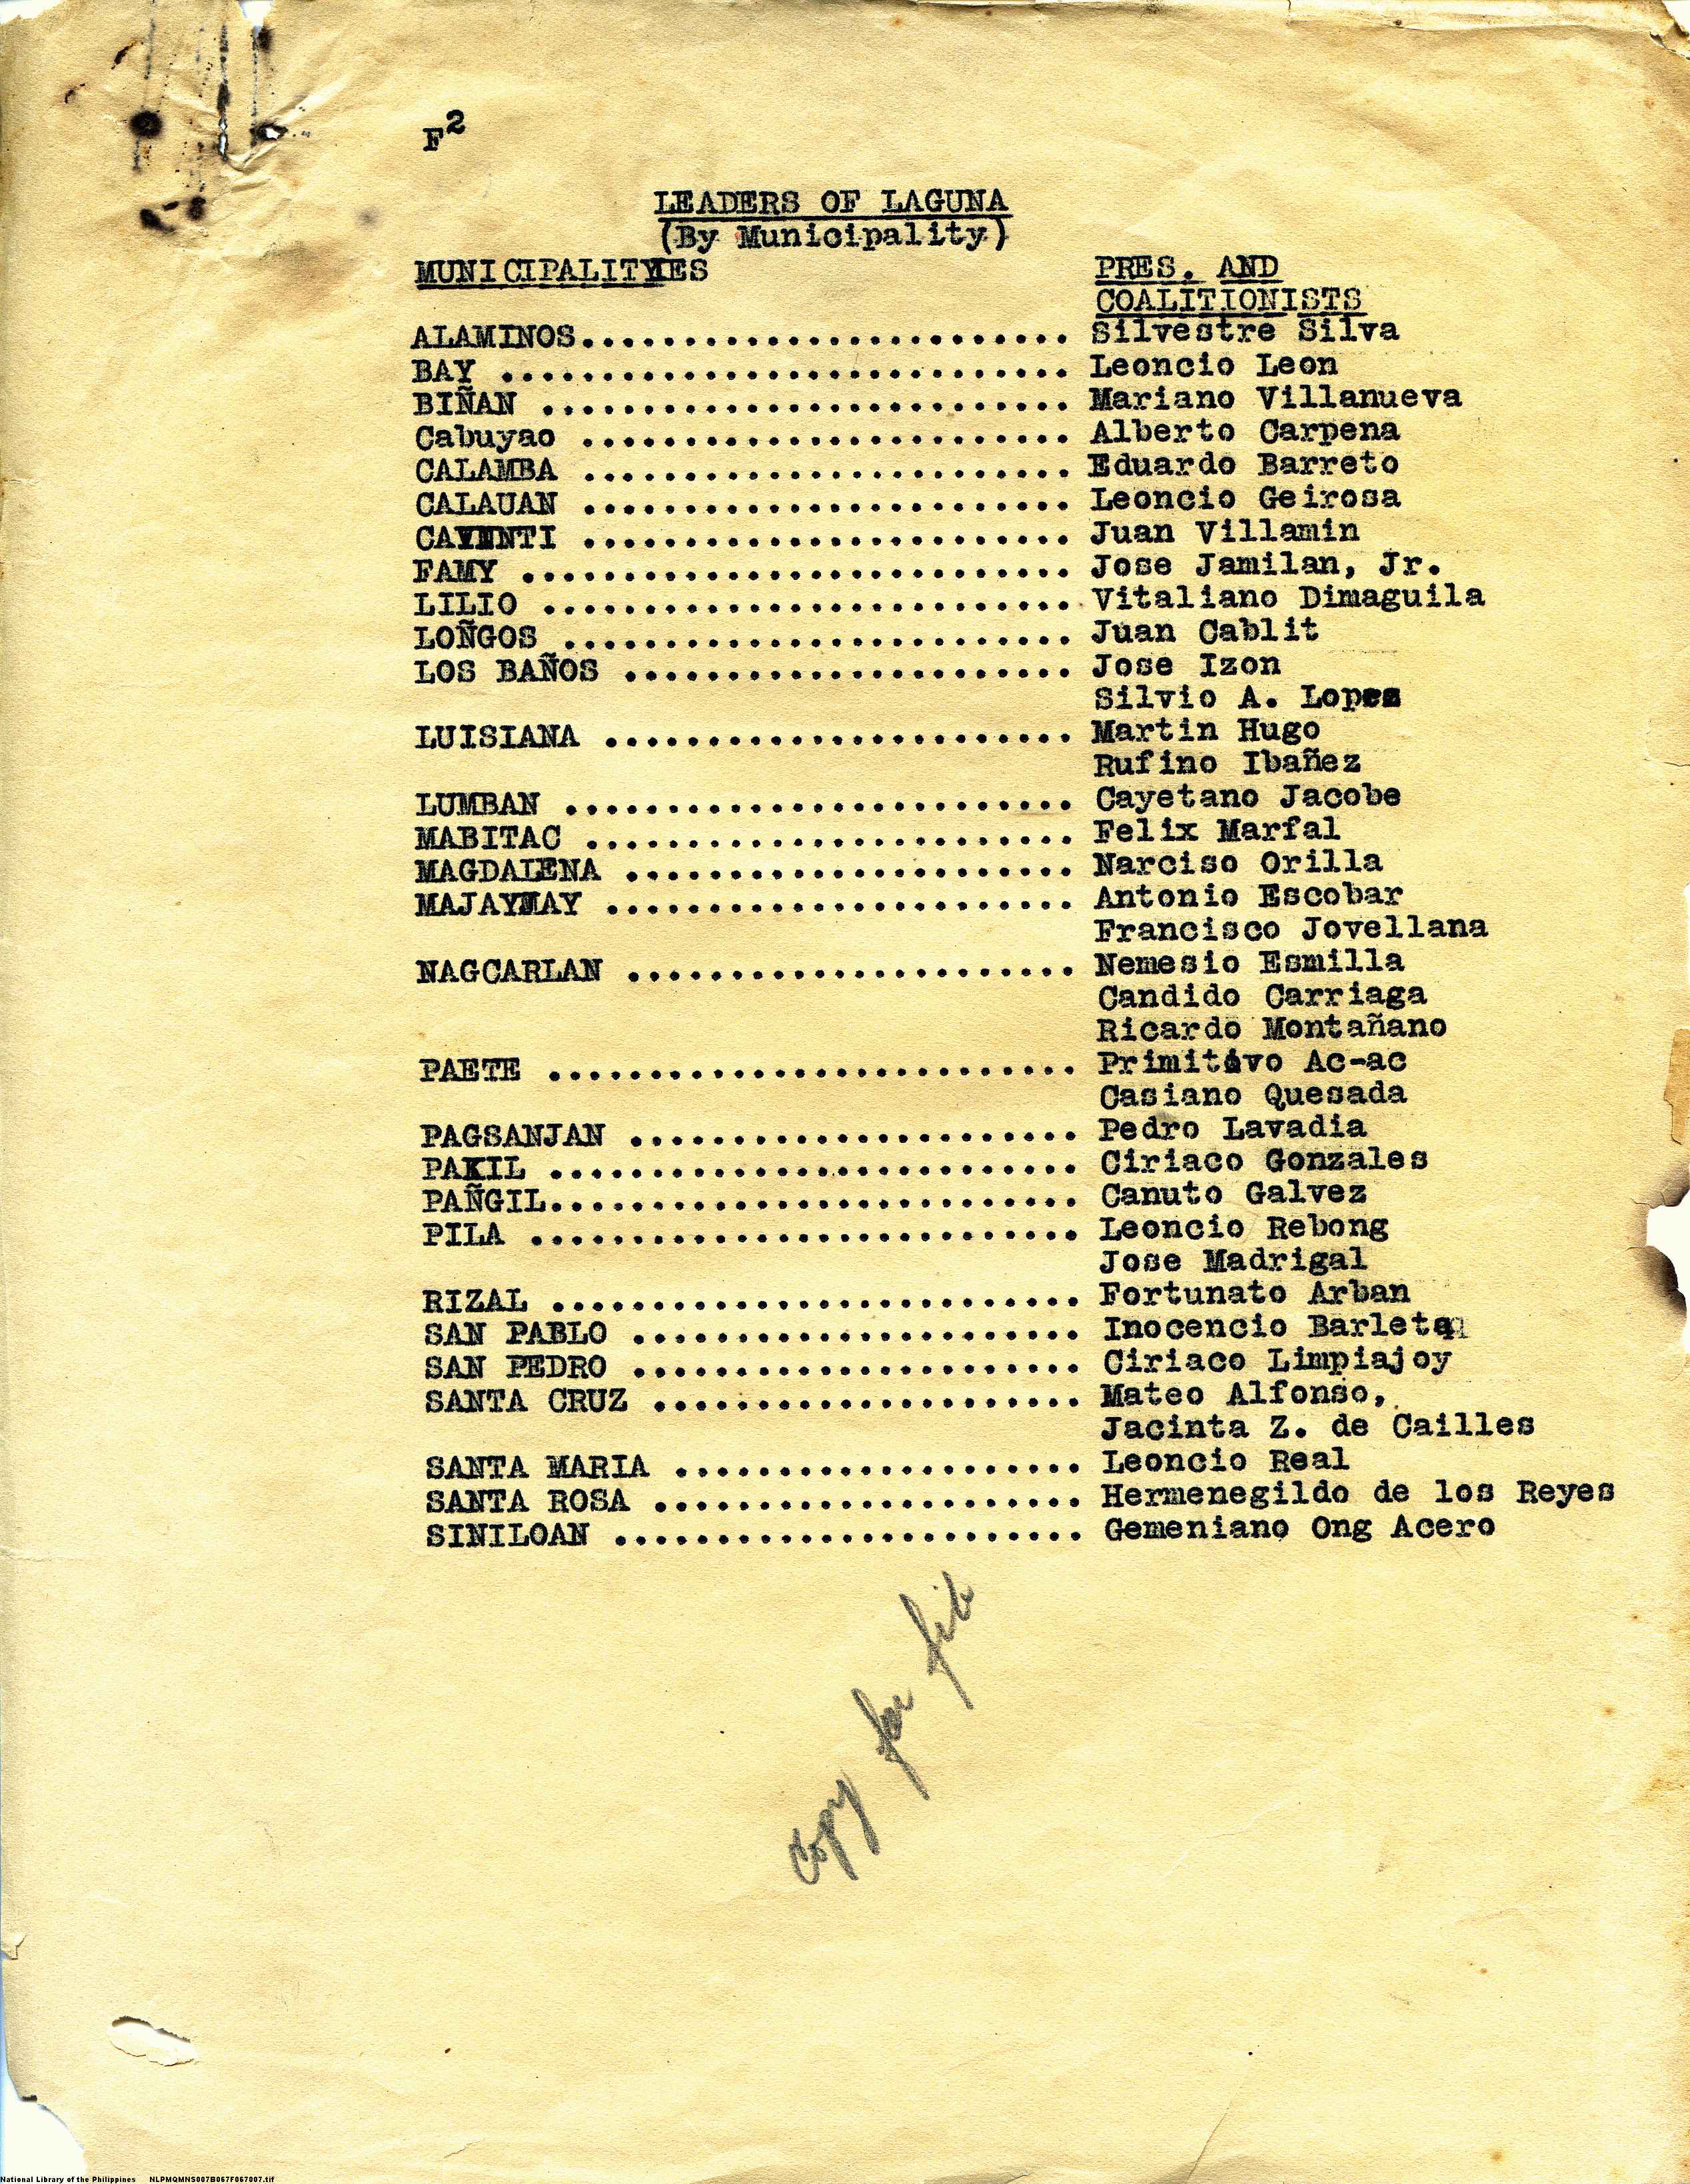 F2
LEADERS OF LAGUNA
(By Municipality)
MUNICIPALITYIES PRES. AND
COALITIONISTS
ALAMINOS........................ Silvestre Silva
BAY ............................ Leoncio Leon
BIÑAN .......................... Mariano Villanueva
Cabuyao ........................ Alberto Carpena
CALAMBA ........................ Eduardo Barreto
CALAUAN ........................ Leoncio Geirosa
CAVINTI ........................ Juan Villamin
FAMY ........................... Jose Jamilan, Jr.
LILIO .......................... Vitaliano Dimaguila
LOÑGOS ......................... Juan Cablit
LOS BAÑOS ...................... Jose Izon
Silvio A. Lopez
LUISIANA ....................... Martin Hugo
Rufino Ibañez
LUMBAN ......................... Cayetano Jacobe
MABITAC ........................ Felix Marfal
MAGDALENA ...................... Narciso Orilla
MAJAYJAY ....................... Antonio Escobar
Francisco Jovellana
NAGCARLAN ...................... Nemesio Esmilla
Candido Carriaga
Ricardo Montañano
PAETE .......................... Primitivo Ac-ac
Casiano Quesada
PAGSANJAN ...................... Pedro Lavadia
PAKIL .......................... Ciriaco Gonzales
PAÑGIL.......................... Canuto Galvez
PILA ........................... Leoncio Rebong
Jose Madrigal
RIZAL .......................... Fortunato Arban
SAN PABLO ...................... Inocencio Barleta
SAN PEDRO ...................... Ciriaco Limpiajoy
SANTA CRUZ ..................... Mateo Alfonso,
Jacinta Z. de Cailles
SANTA MARIA .................... Leoncio Real
SANTA ROSA ..................... Hermenegildo de los Reyes
SINILOAN ....................... Gemeniano Ong Acero
copy for file
National Library of the Philippines NLPMQMNS007B067F067007.tif